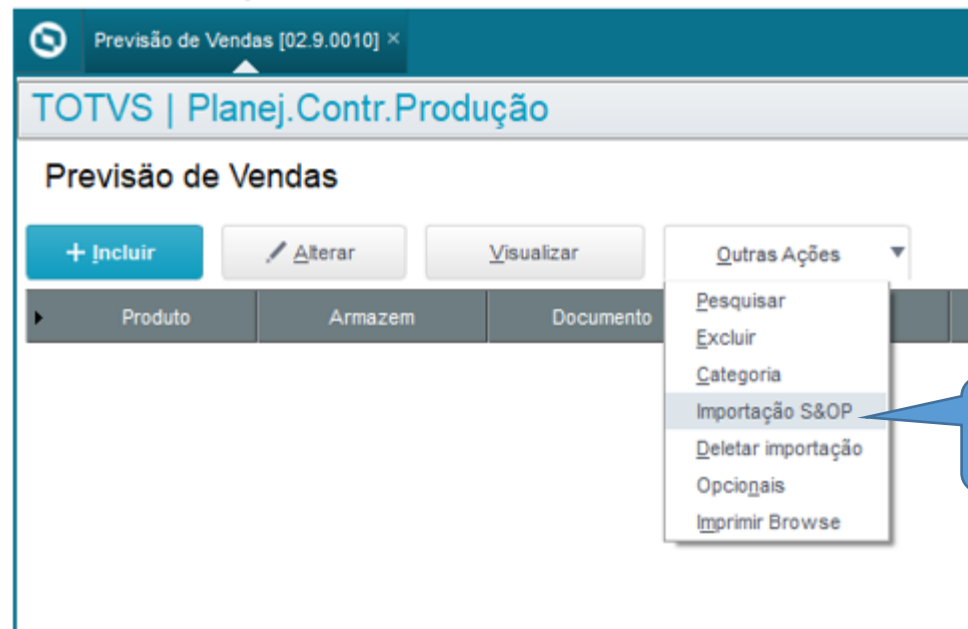 Previsão de Vendas [02.9.0010] ×
TOTVS | Planej.Contr.Produção
Previsão de Vendas
+ Incluir
Alterar
Visualizar
Outras Ações
Produto
Armazem
Documento
Pesquisar
Excluir
Categoria
Importação S&OP
Deletar importação
Opcionais
Imprimir Browse